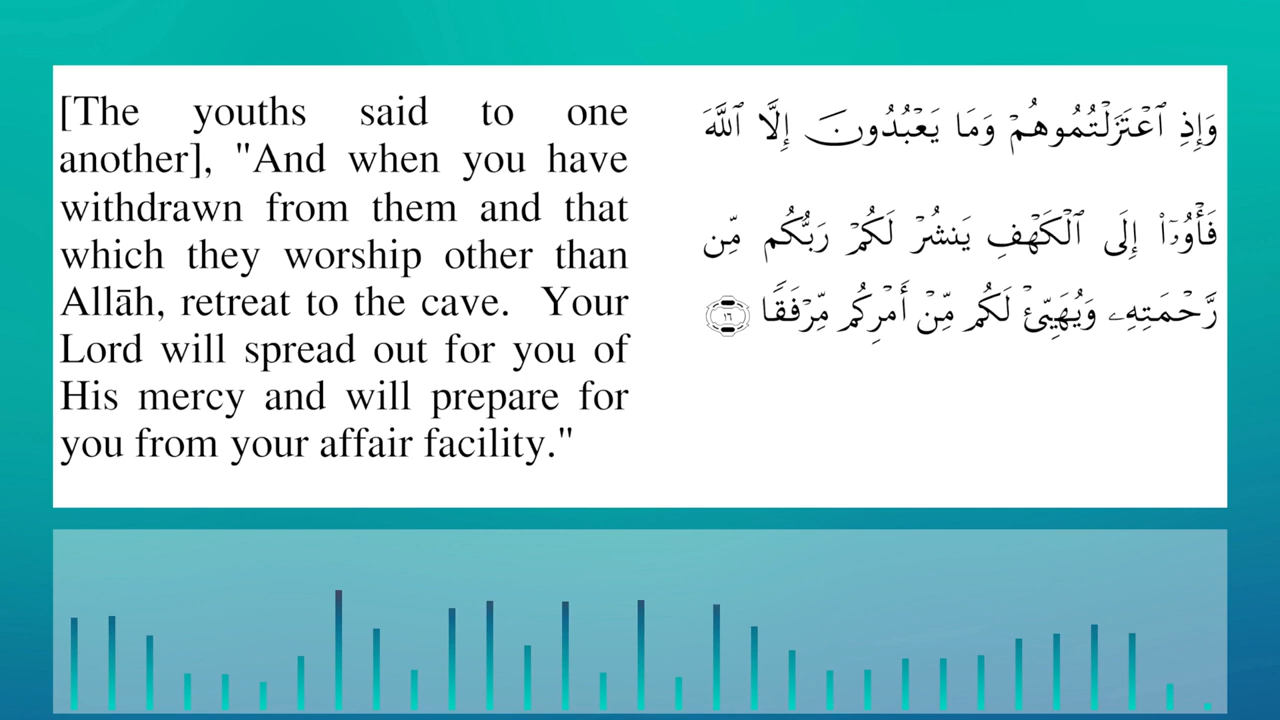 [The youths said to one
another], "And when you have
withdrawn from them and that
which they worship other than
Allāh, retreat to the cave.  Your
Lord will spread out for you of
His mercy and will prepare for
you from your affair facility."
وَإِذِ ٱعْتَزَلْتُمُوهُمْ وَمَا يَعْبُدُونَ إِلَّا ٱللَّهَ
فَأْوُۥٓا۟ إِلَى ٱلْكَهْفِ يَنشُرْ لَكُمْ رَبُّكُم مِّن
رَّحْمَتِهِۦ وَيُهَيِّئْ لَكُم مِّنْ أَمْرِكُم مِّرْفَقًا ١٦